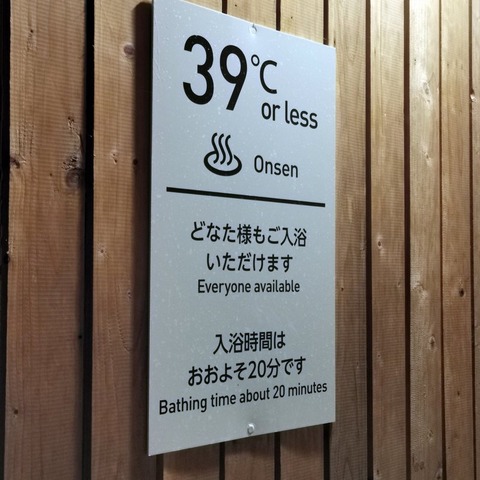 39℃
or less
Onsen
どなた様もご入浴
いただけます
Everyone available
入浴時間は
おおよそ20分です
Bathing time about 20 minutes